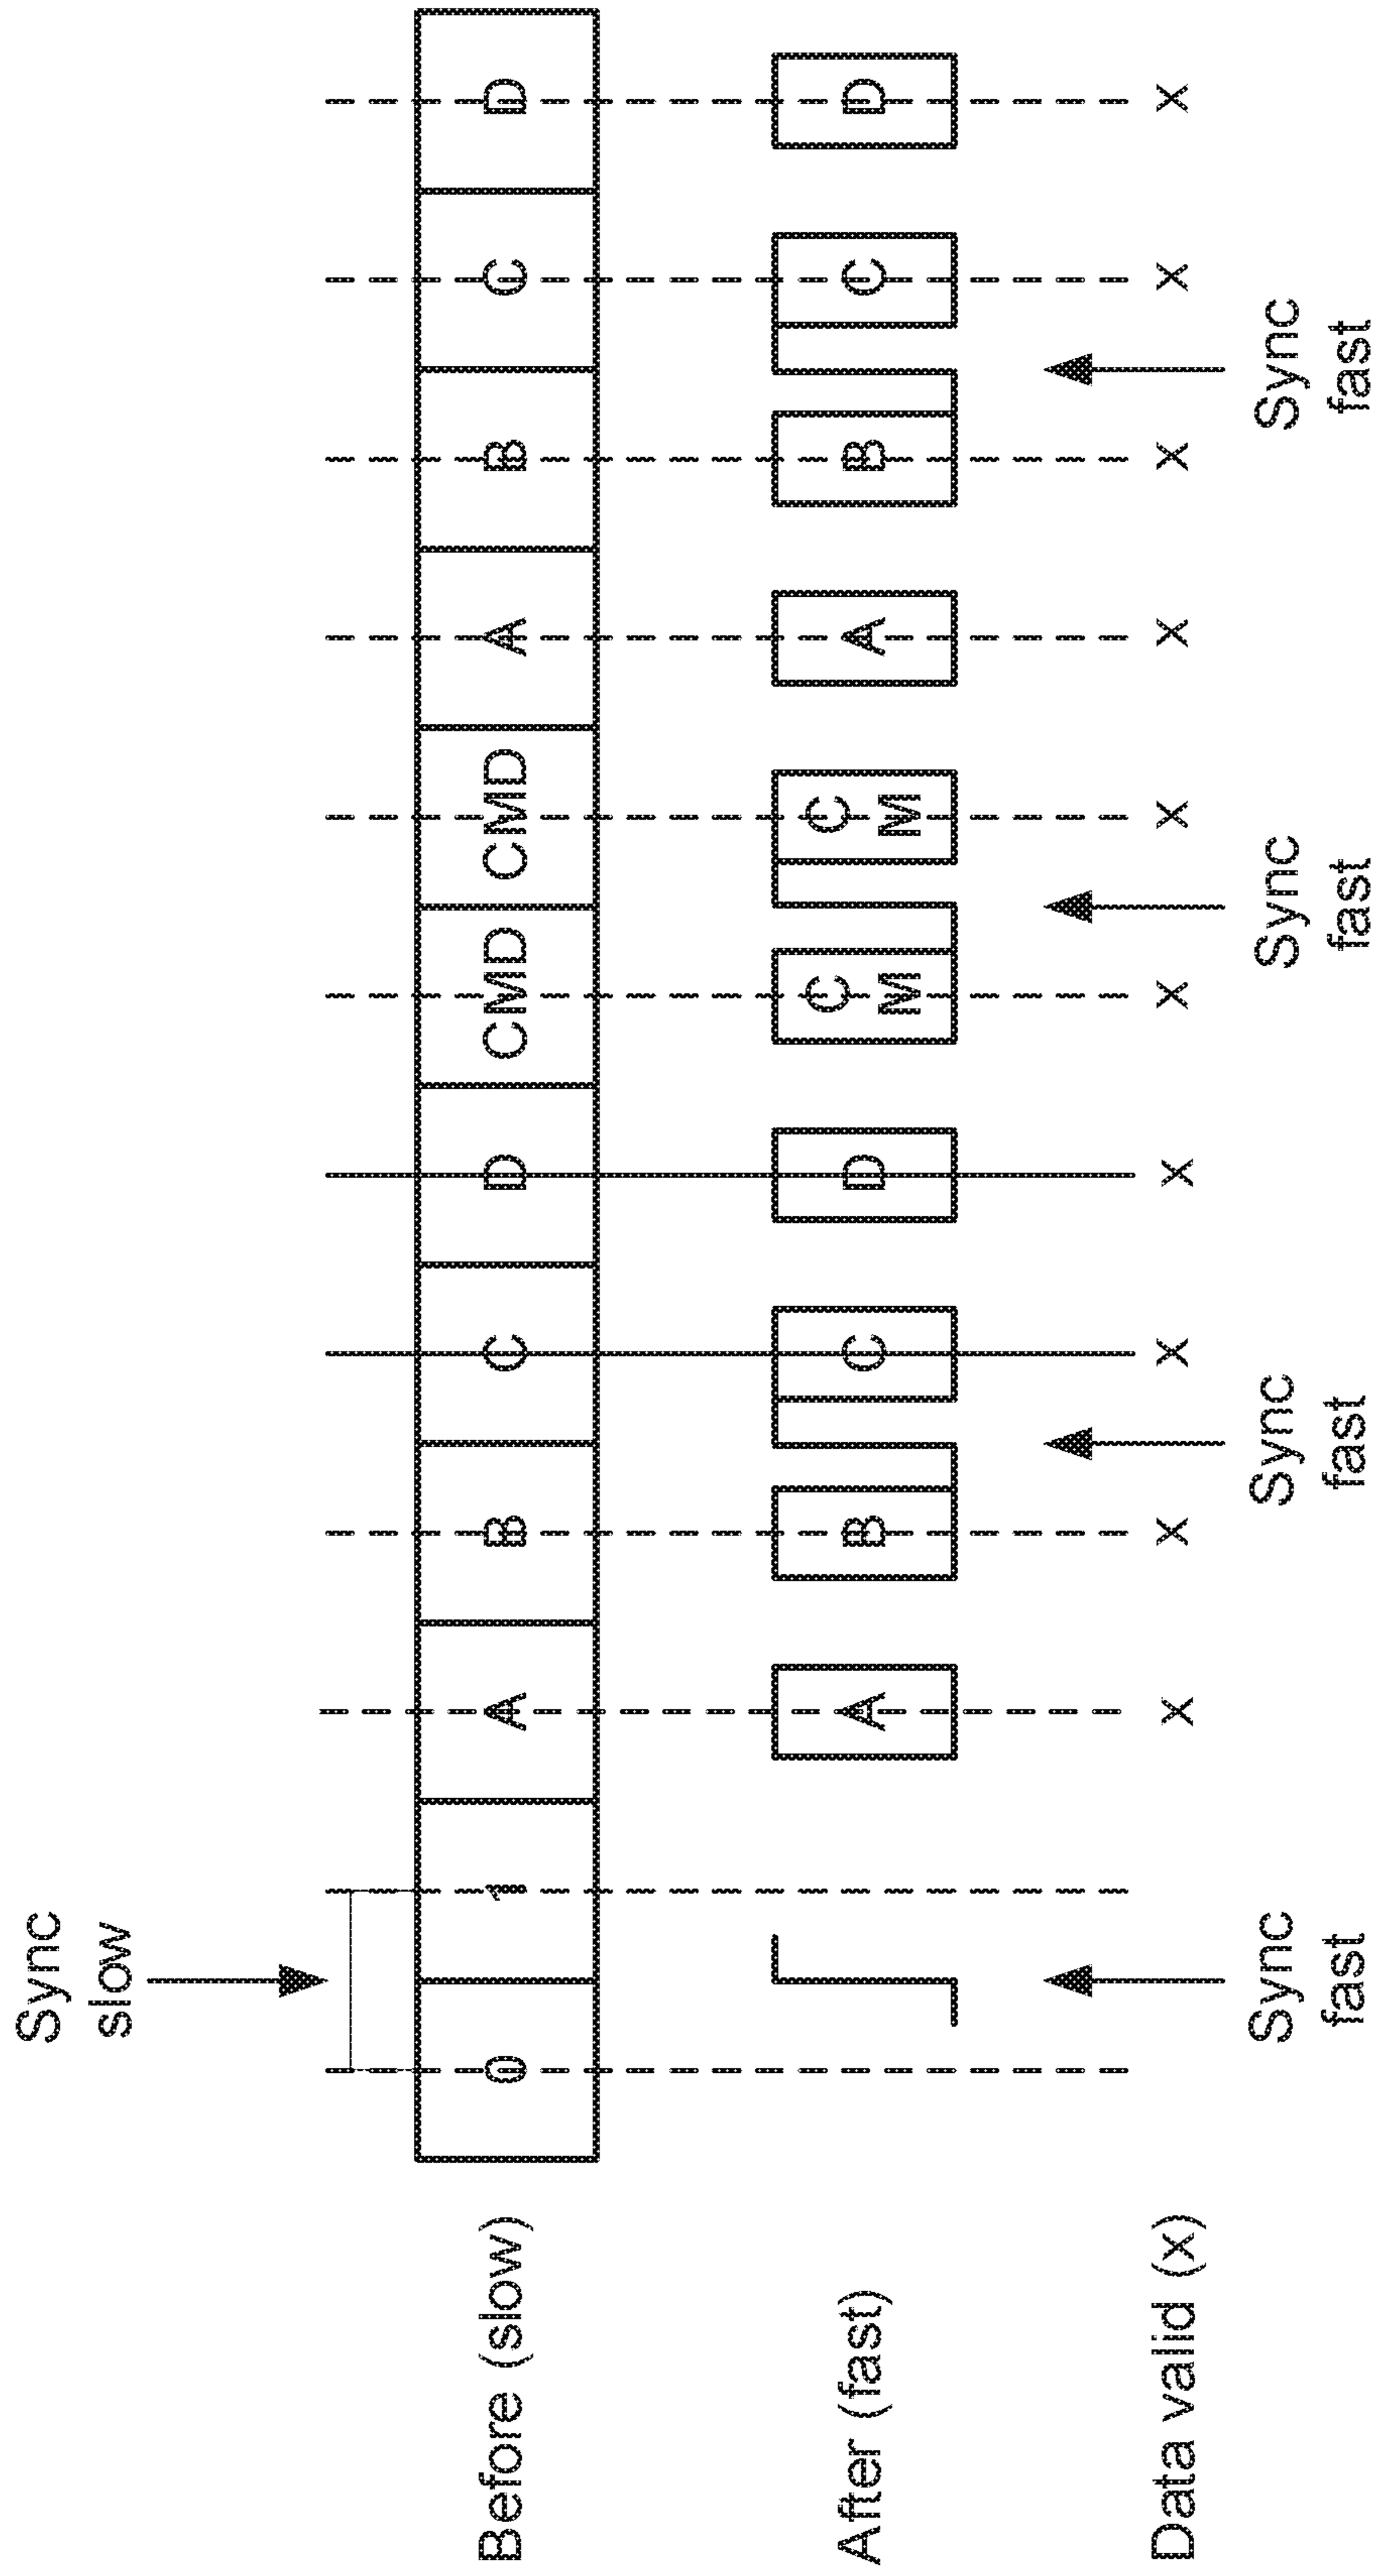 Sync
slow
Before (slow) 0 1 A B C D CMD CMD A B C D
After (fast) A B C D C C A B C D
M M
Data valid (x) x x x x x x x x x x
Sync Sync Sync Sync
fast fast fast fast